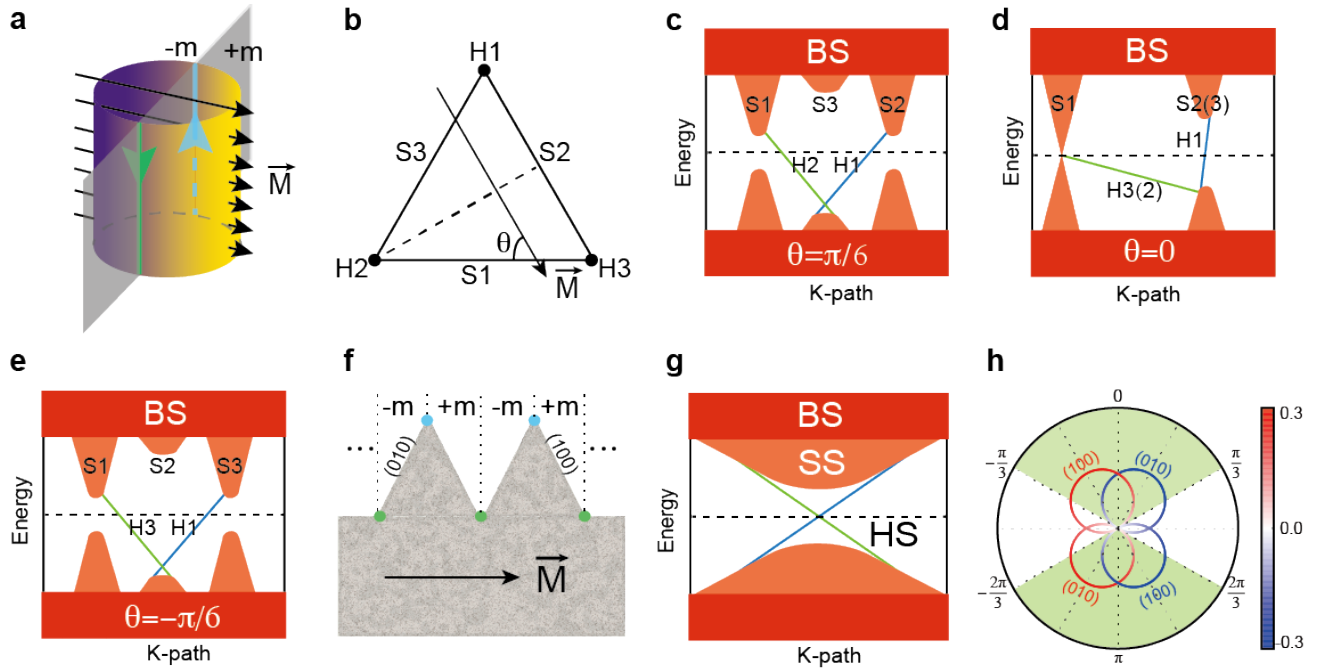 a
-m
+m
M
b
H1
S3
S2
θ
H2
S1
H3
M
c
BS
S1
S3
S2
H2
H1
Energy
θ=π/6
K-path
d
BS
S1
S2(3)
H1
H3(2)
Energy
θ=0
K-path
e
BS
S1
S2
S3
H3
H1
Energy
θ=−π/6
K-path
f
-m
+m
-m
+m
(010)
(100)
M
g
BS
SS
HS
Energy
K-path
h
0
-π/3
π/3
(100)
(010)
(010)
(100)
-2π/3
2π/3
π
0.3
0.0
-0.3